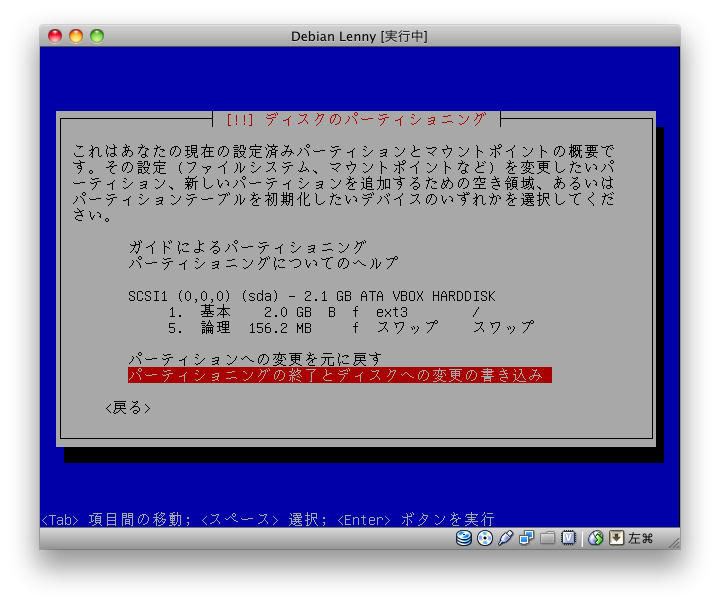 Debian Lenny [実行中]
[!!] ディスクのパーティショニング
これはあなたの現在の設定済みパーティションとマウントポイントの概要で
す。その設定 (ファイルシステム、マウントポイントなど) を変更したいパ
ーティション、新しいパーティションを追加するための空き領域、あるいは
パーティションテーブルを初期化したいデバイスのいずれかを選択してくだ
さい。
ガイドによるパーティショニング
パーティショニングについてのヘルプ
SCSI1 (0,0,0) (sda) - 2.1 GB ATA VBOX HARDDISK
1. 基本 2.0 GB B f ext3 /
5. 論理 156.2 MB f スワップ スワップ
パーティションへの変更を元に戻す
パーティショニングの終了とディスクへの変更の書き込み
<戻る>
<Tab> 項目間の移動; <スペース> 選択; <Enter> ボタンを実行
V
左⌘